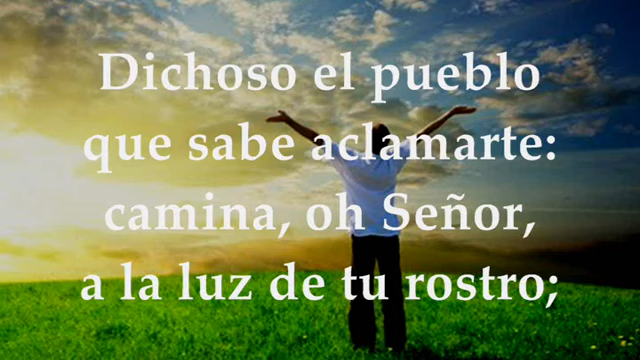 Dichoso el pueblo
que sabe aclamarte:
camina, oh Señor,
a la luz de tu rostro;